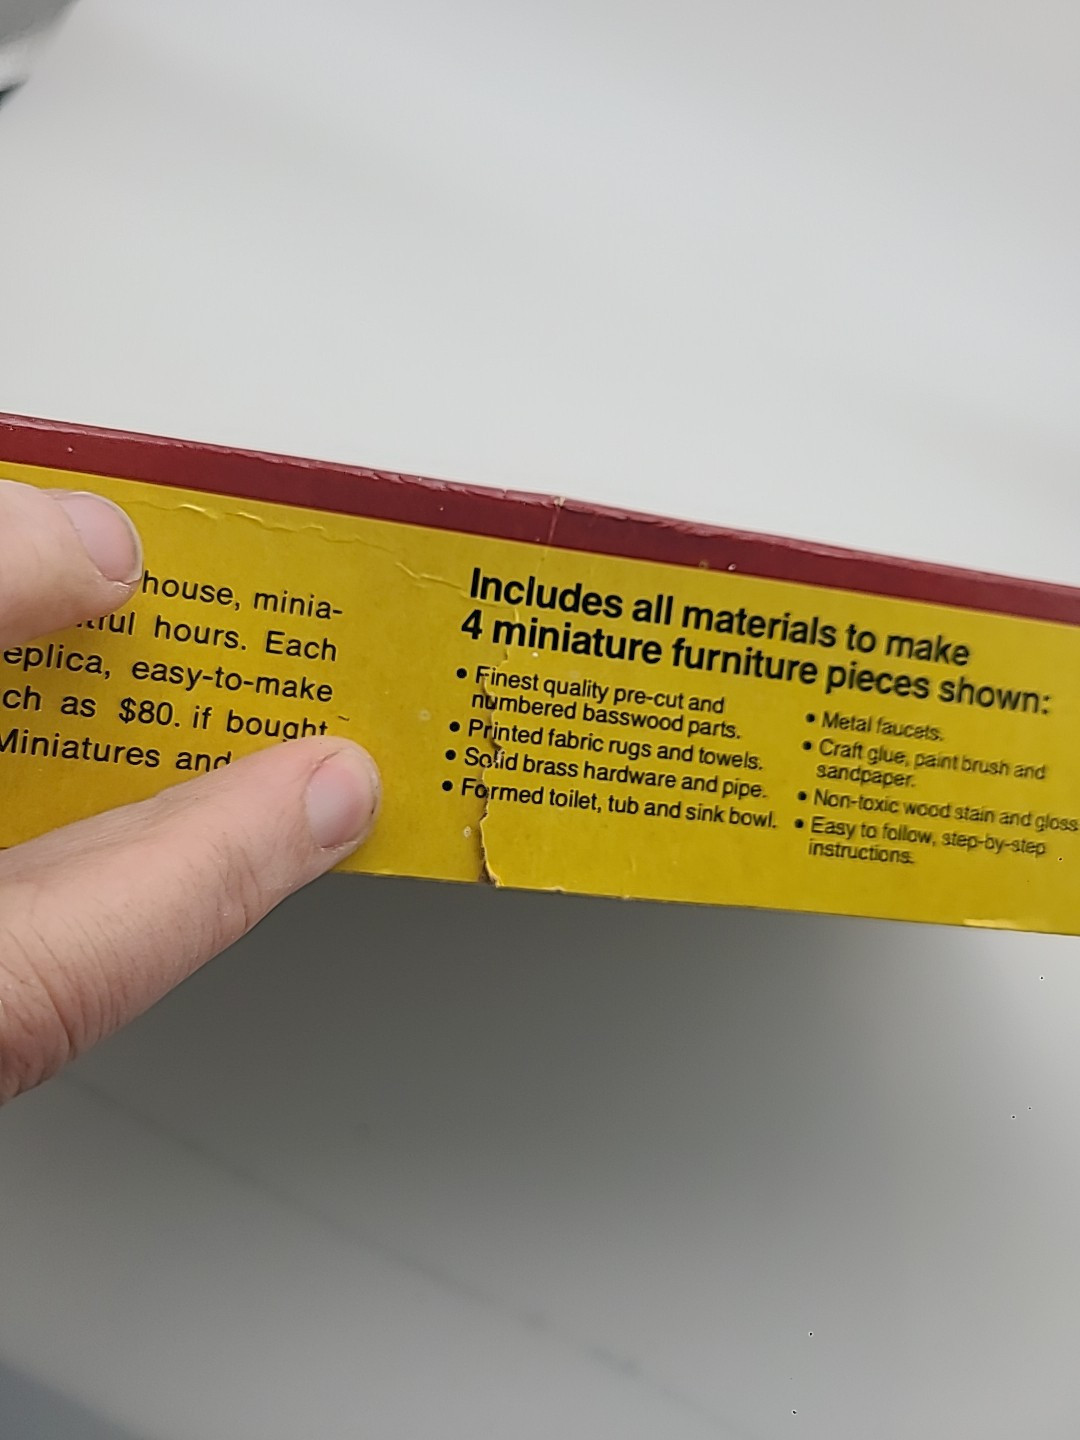 house, minia-
hours. Each
eplica, easy-to-make
ch as $80. if bought
Miniatures and
Includes all materials to make
4 miniature furniture pieces shown:
• Finest quality pre-cut and
numbered basswood parts.
• Printed fabric rugs and towels.
• Solid brass hardware and pipe.
• Formed toilet, tub and sink bowl.
• Metal faucets.
• Craft glue, paint brush and
sandpaper.
• Non-toxic wood stain and gloss
• Easy to follow, step-by-step
instructions.